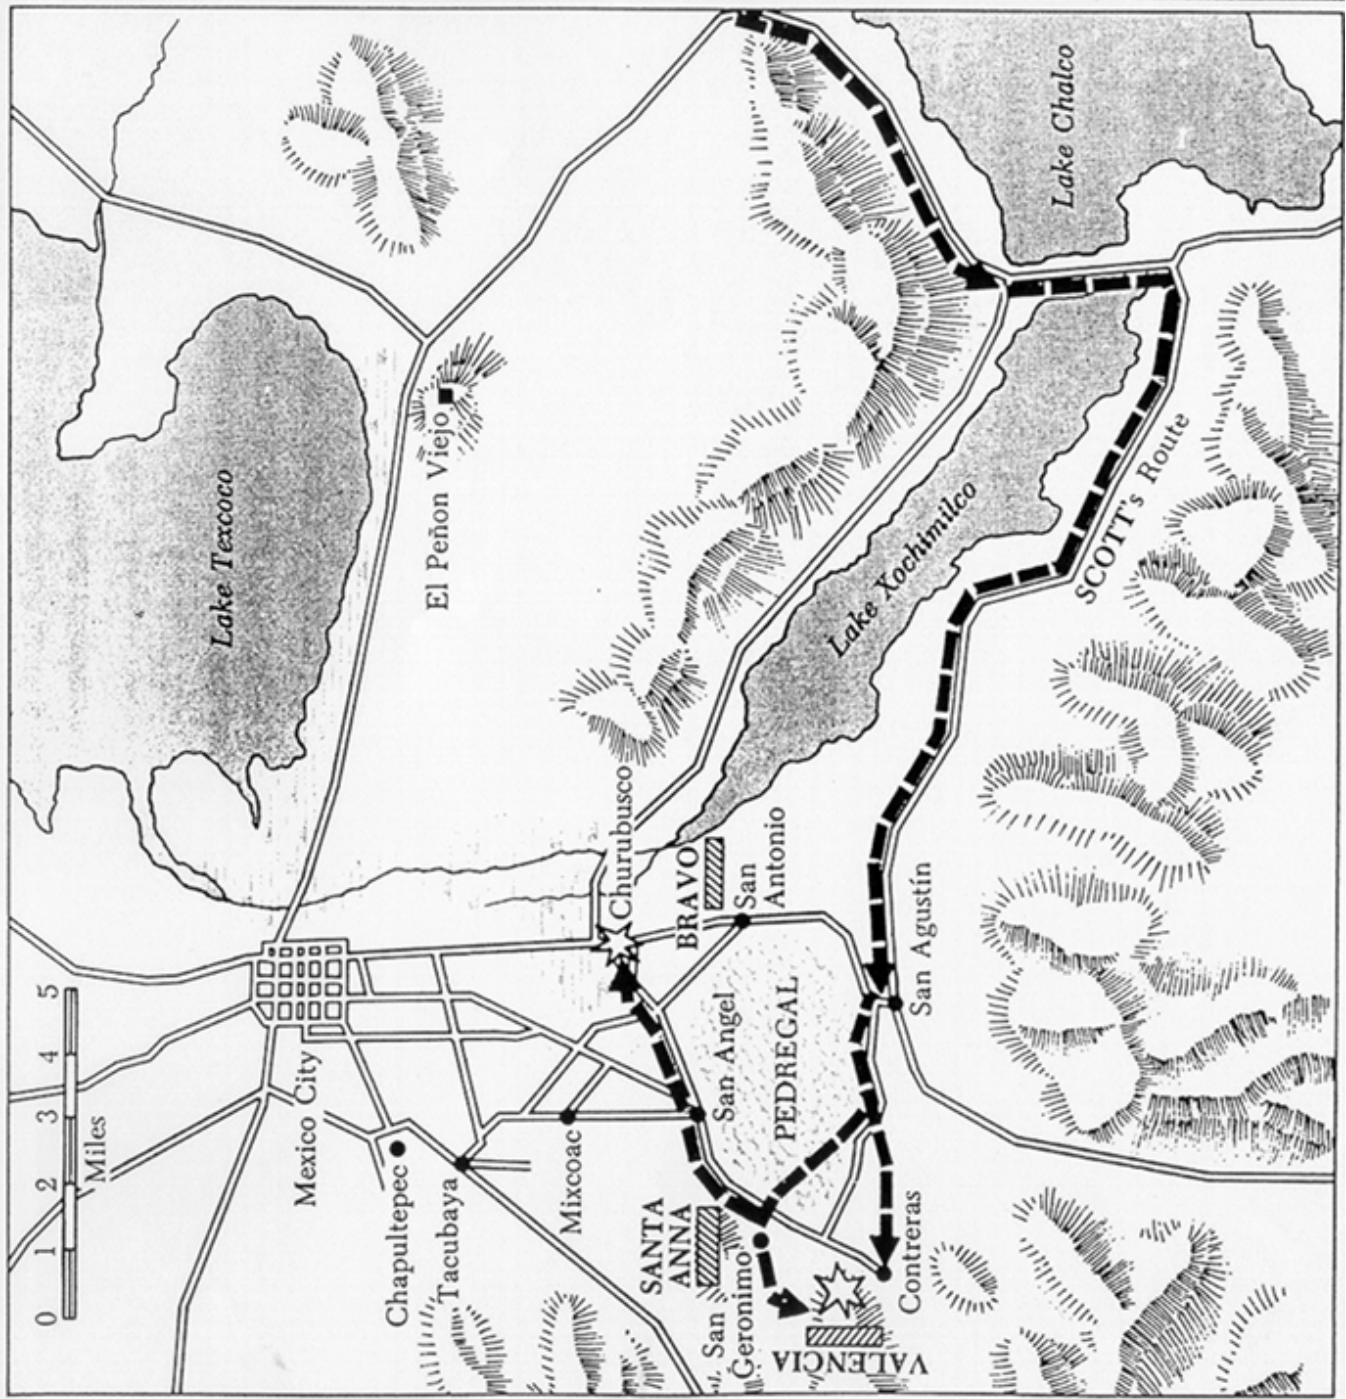 0 1 2 3 4 5
Miles
Mexico City
Chapultepec
Tacubaya
Mixcoac
SANTA
ANNA
San
Geronimo
VALENCIA
Contreras
San Angel
PEDREGAL
San Agustín
BRAVO
San
Antonio
Churubusco
Lake Texcoco
El Peñon Viejo
Lake Xochimilco
SCOTT's Route
Lake Chalco